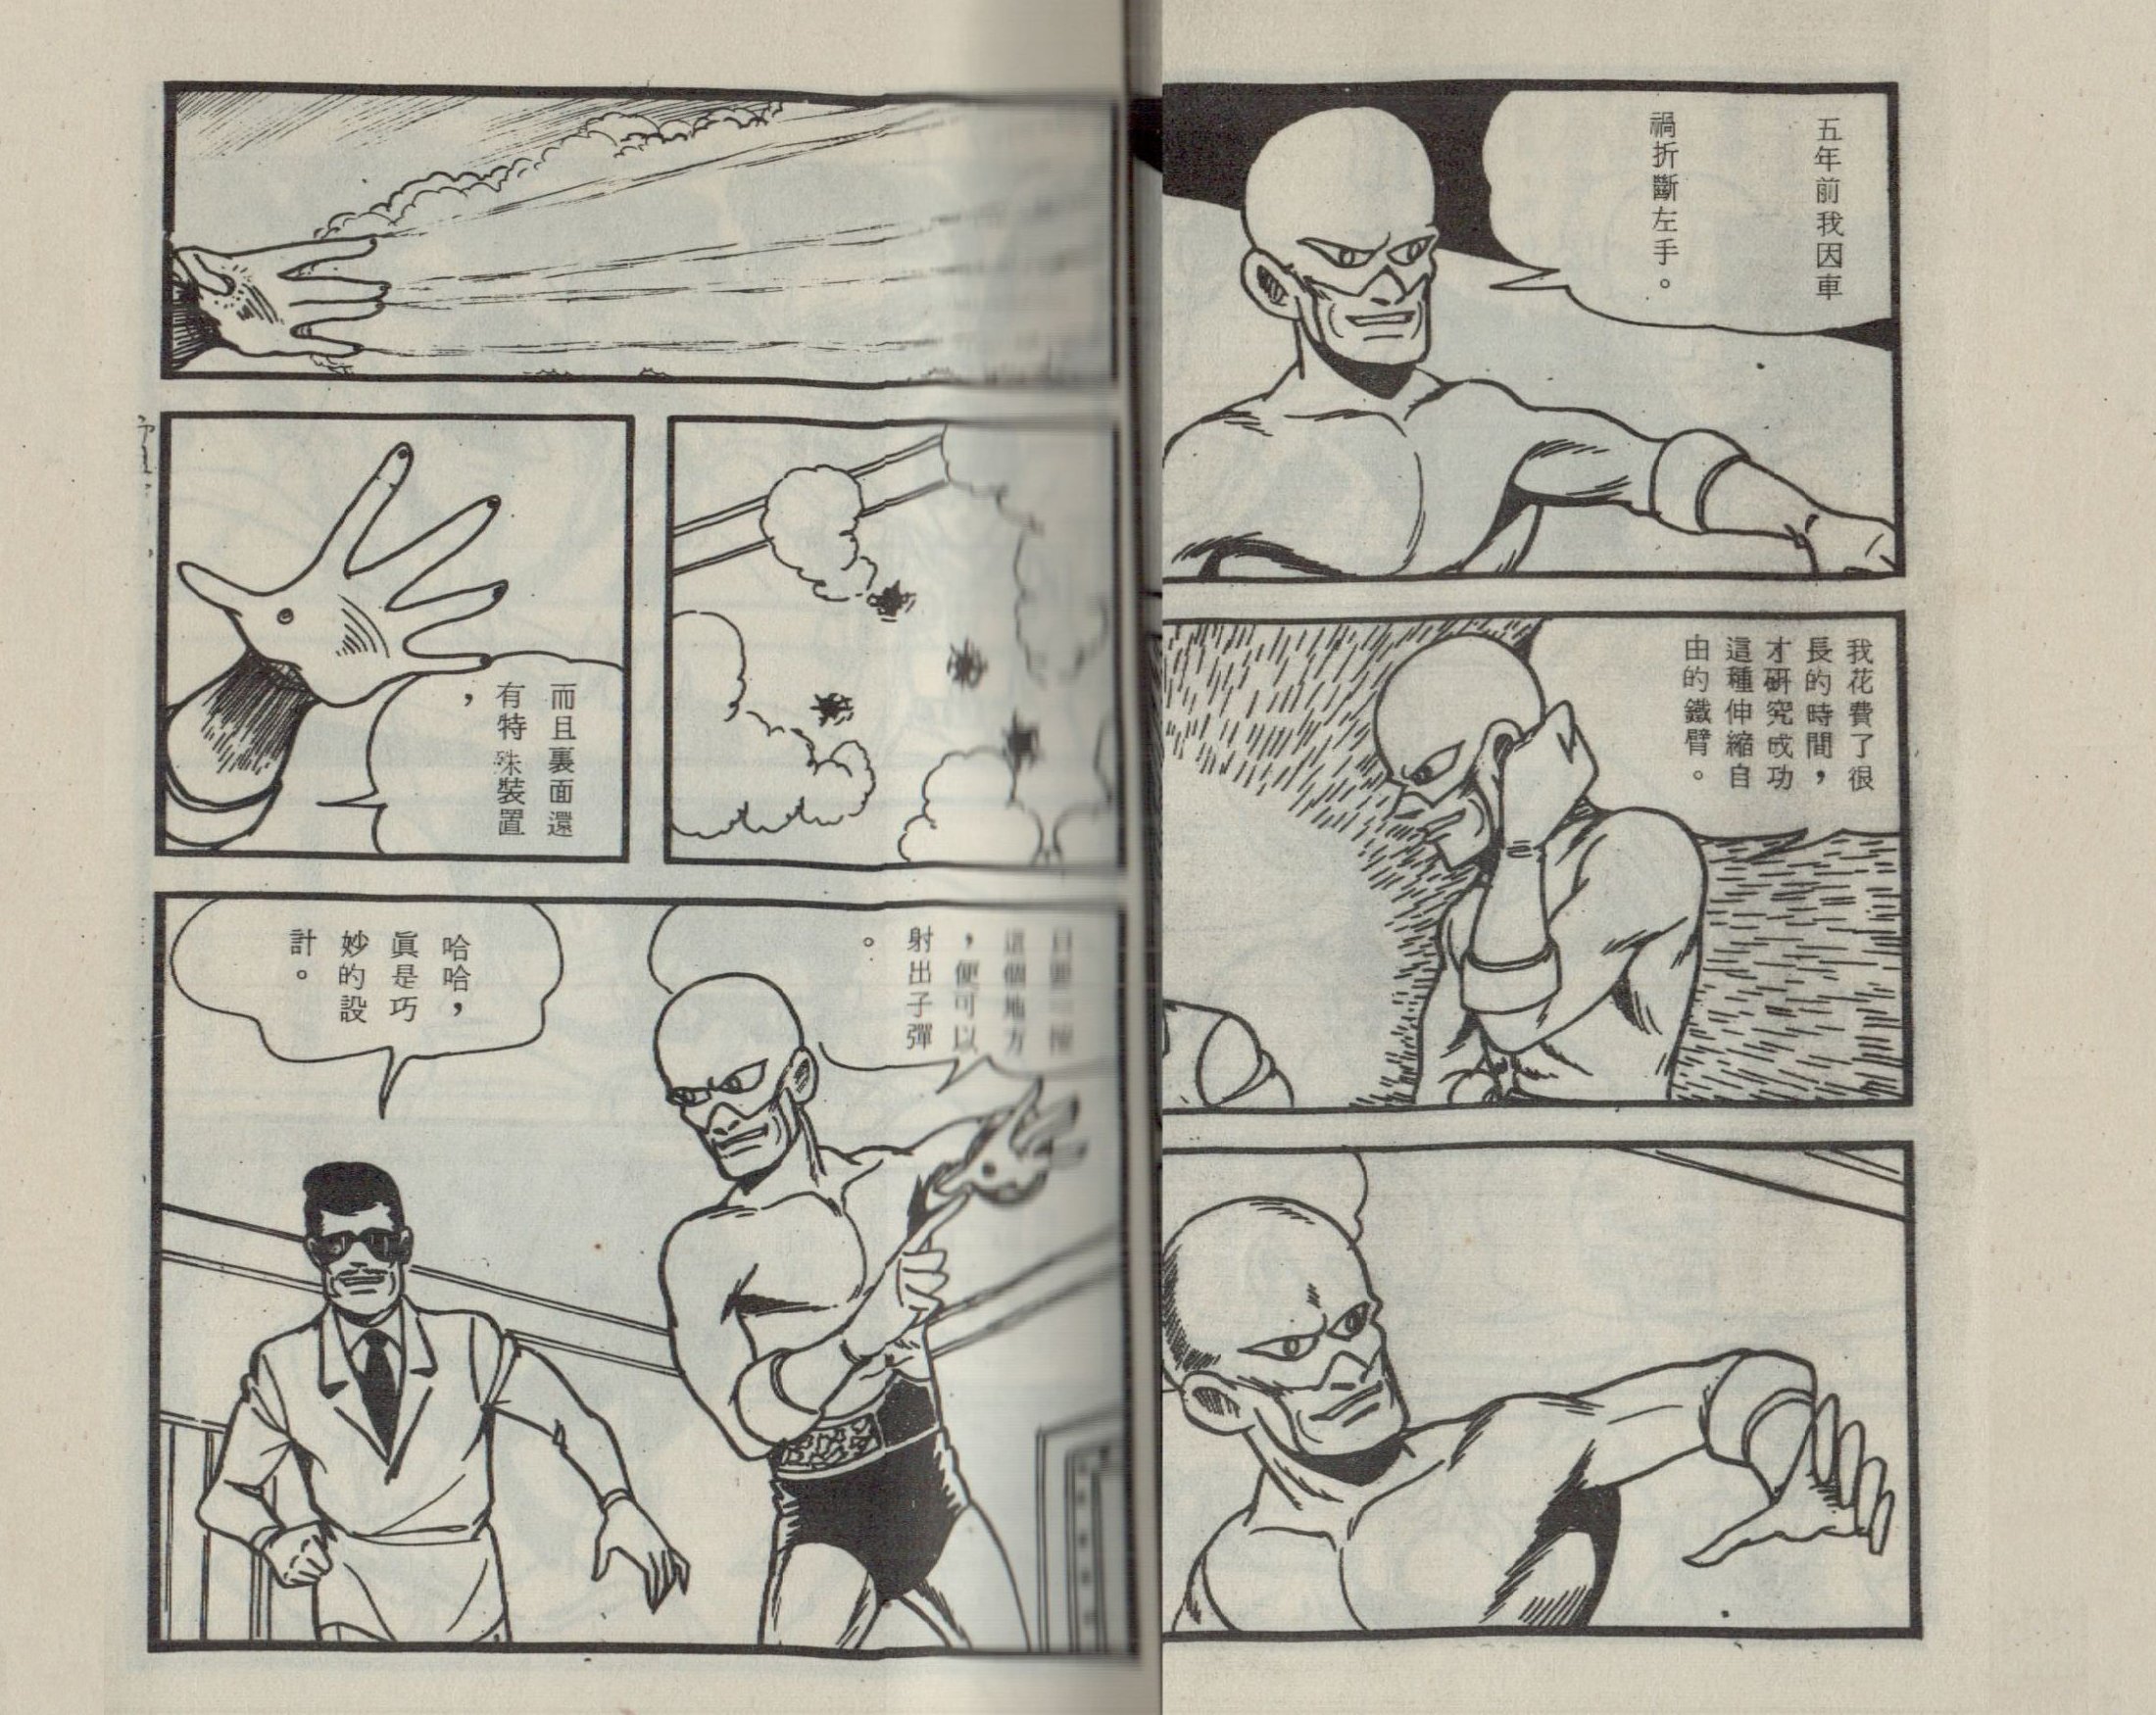 五年前我因車
禍折斷左手。
我花費了很
長的時間，
才研究成功
這種伸縮自
由的鐵臂。
而且裏面還
有特殊裝置
，
這個地方
，便可以
射出子彈
。
哈哈，
眞是巧
妙的設
計。